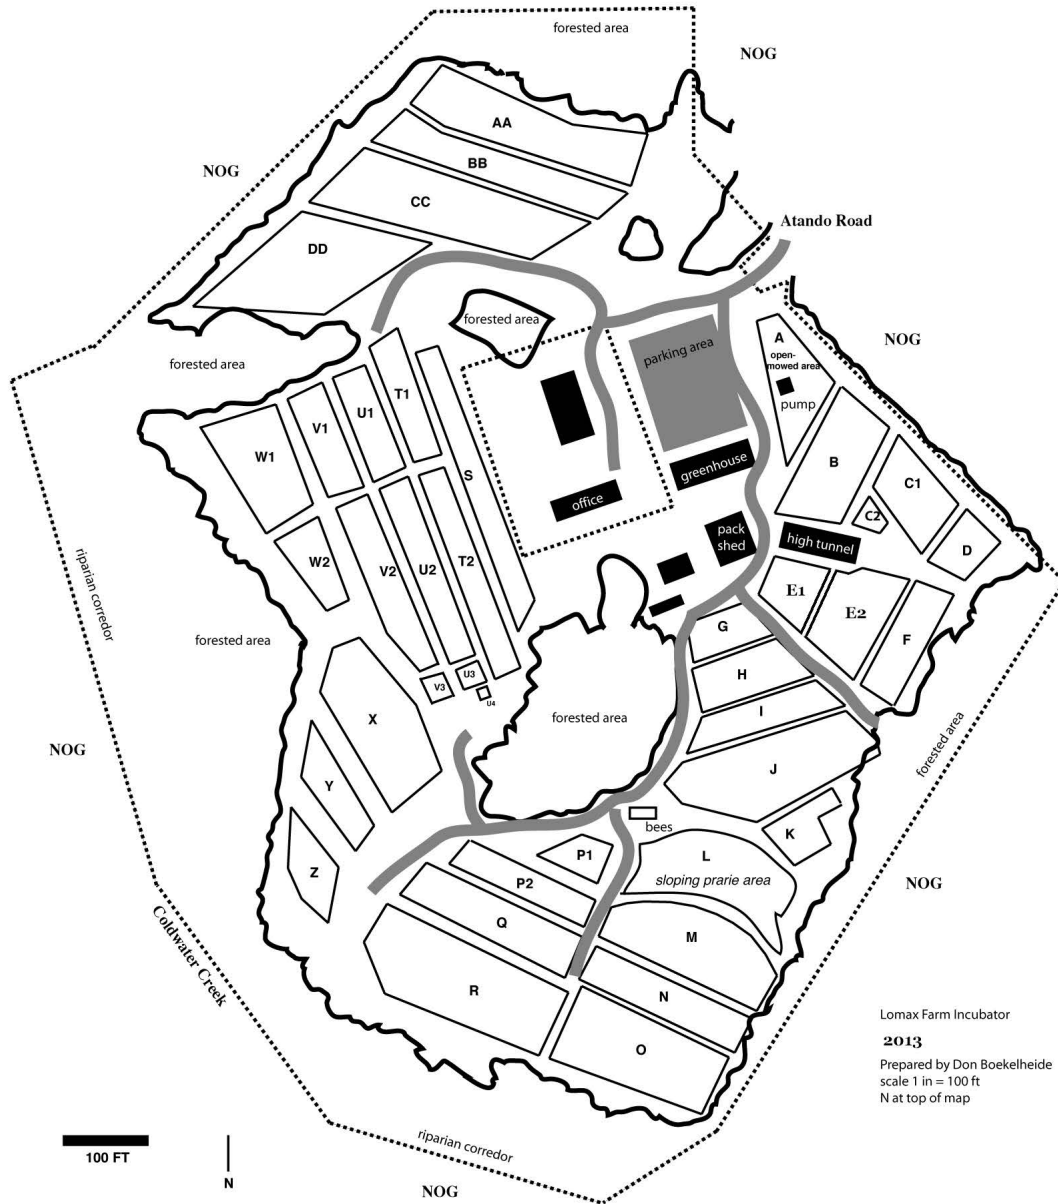 forested area
NOG
AA
BB
NOG
CC
Atando Road
DD
forested area
forested area
parking area
A
open-
mowed area
pump
NOG
T1
U1
V1
W1
S
B
C1
greenhouse
office
C2
pack
shed
high tunnel
D
riparian corredor
W2
V2
U2
T2
E1
E2
F
forested area
G
H
V3
U3
U4
I
X
forested area
forested area
NOG
J
Y
bees
K
P1
L
sloping prarie area
Z
P2
NOG
Q
M
Coldwater Creek
R
N
O
Lomax Farm Incubator
2013
Prepared by Don Boekelheide
scale 1 in = 100 ft
N at top of map
riparian corredor
100 FT
N
NOG